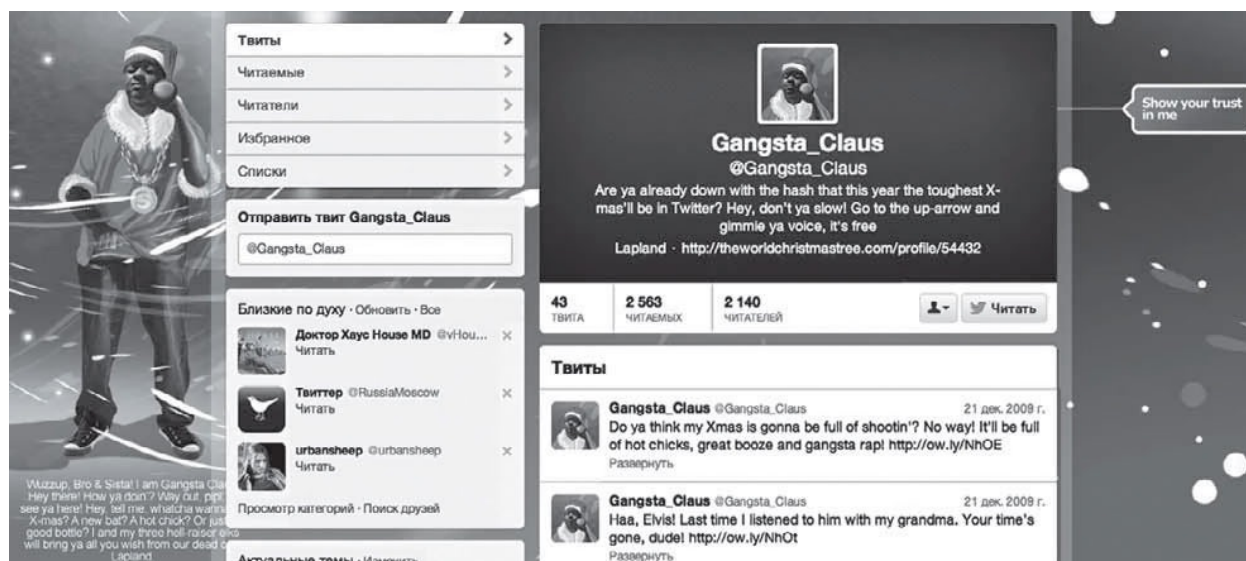 Твиты
Читаемые
Читатели
Избранное
Списки
Отправить твит Gangsta_Claus
@Gangsta_Claus
Близкие по духу · Обновить · Все
Доктор Хаус House MD @vHou...
Читать
Твиттер @RussiaMoscow
Читать
urbansheep @urbansheep
Читать
Просмотр категорий · Поиск друзей
Актуальные темы · Изменить
Wuzzup, Bro & Sista! I am Gangsta Clau
Hey there! How ya doin'? Way out, pipl
see ya here! Hey, tell me, whatcha wanna
X-mas? A new bat? A hot chick? Or just
good bottle? I and my three hell-raiser elks
will bring ya all you wish from our dead
Lapland
Gangsta_Claus
@Gangsta_Claus
Are ya already down with the hash that this year the toughest X-
mas'll be in Twitter? Hey, don't ya slow! Go to the up-arrow and
gimmie ya voice, it's free
Lapland · http://theworldchristmastree.com/profile/54432
43
ТВИТА
2 563
ЧИТАЕМЫХ
2 140
ЧИТАТЕЛЕЙ
Читать
Твиты
Gangsta_Claus @Gangsta_Claus 21 дек. 2009 г.
Do ya think my Xmas is gonna be full of shootin'? No way! It'll be full
of hot chicks, great booze and gangsta rap! http://ow.ly/NhOE
Развернуть
Gangsta_Claus @Gangsta_Claus 21 дек. 2009 г.
Haa, Elvis! Last time I listened to him with my grandma. Your time's
gone, dude! http://ow.ly/NhOt
Развернуть
Show your trust
in me